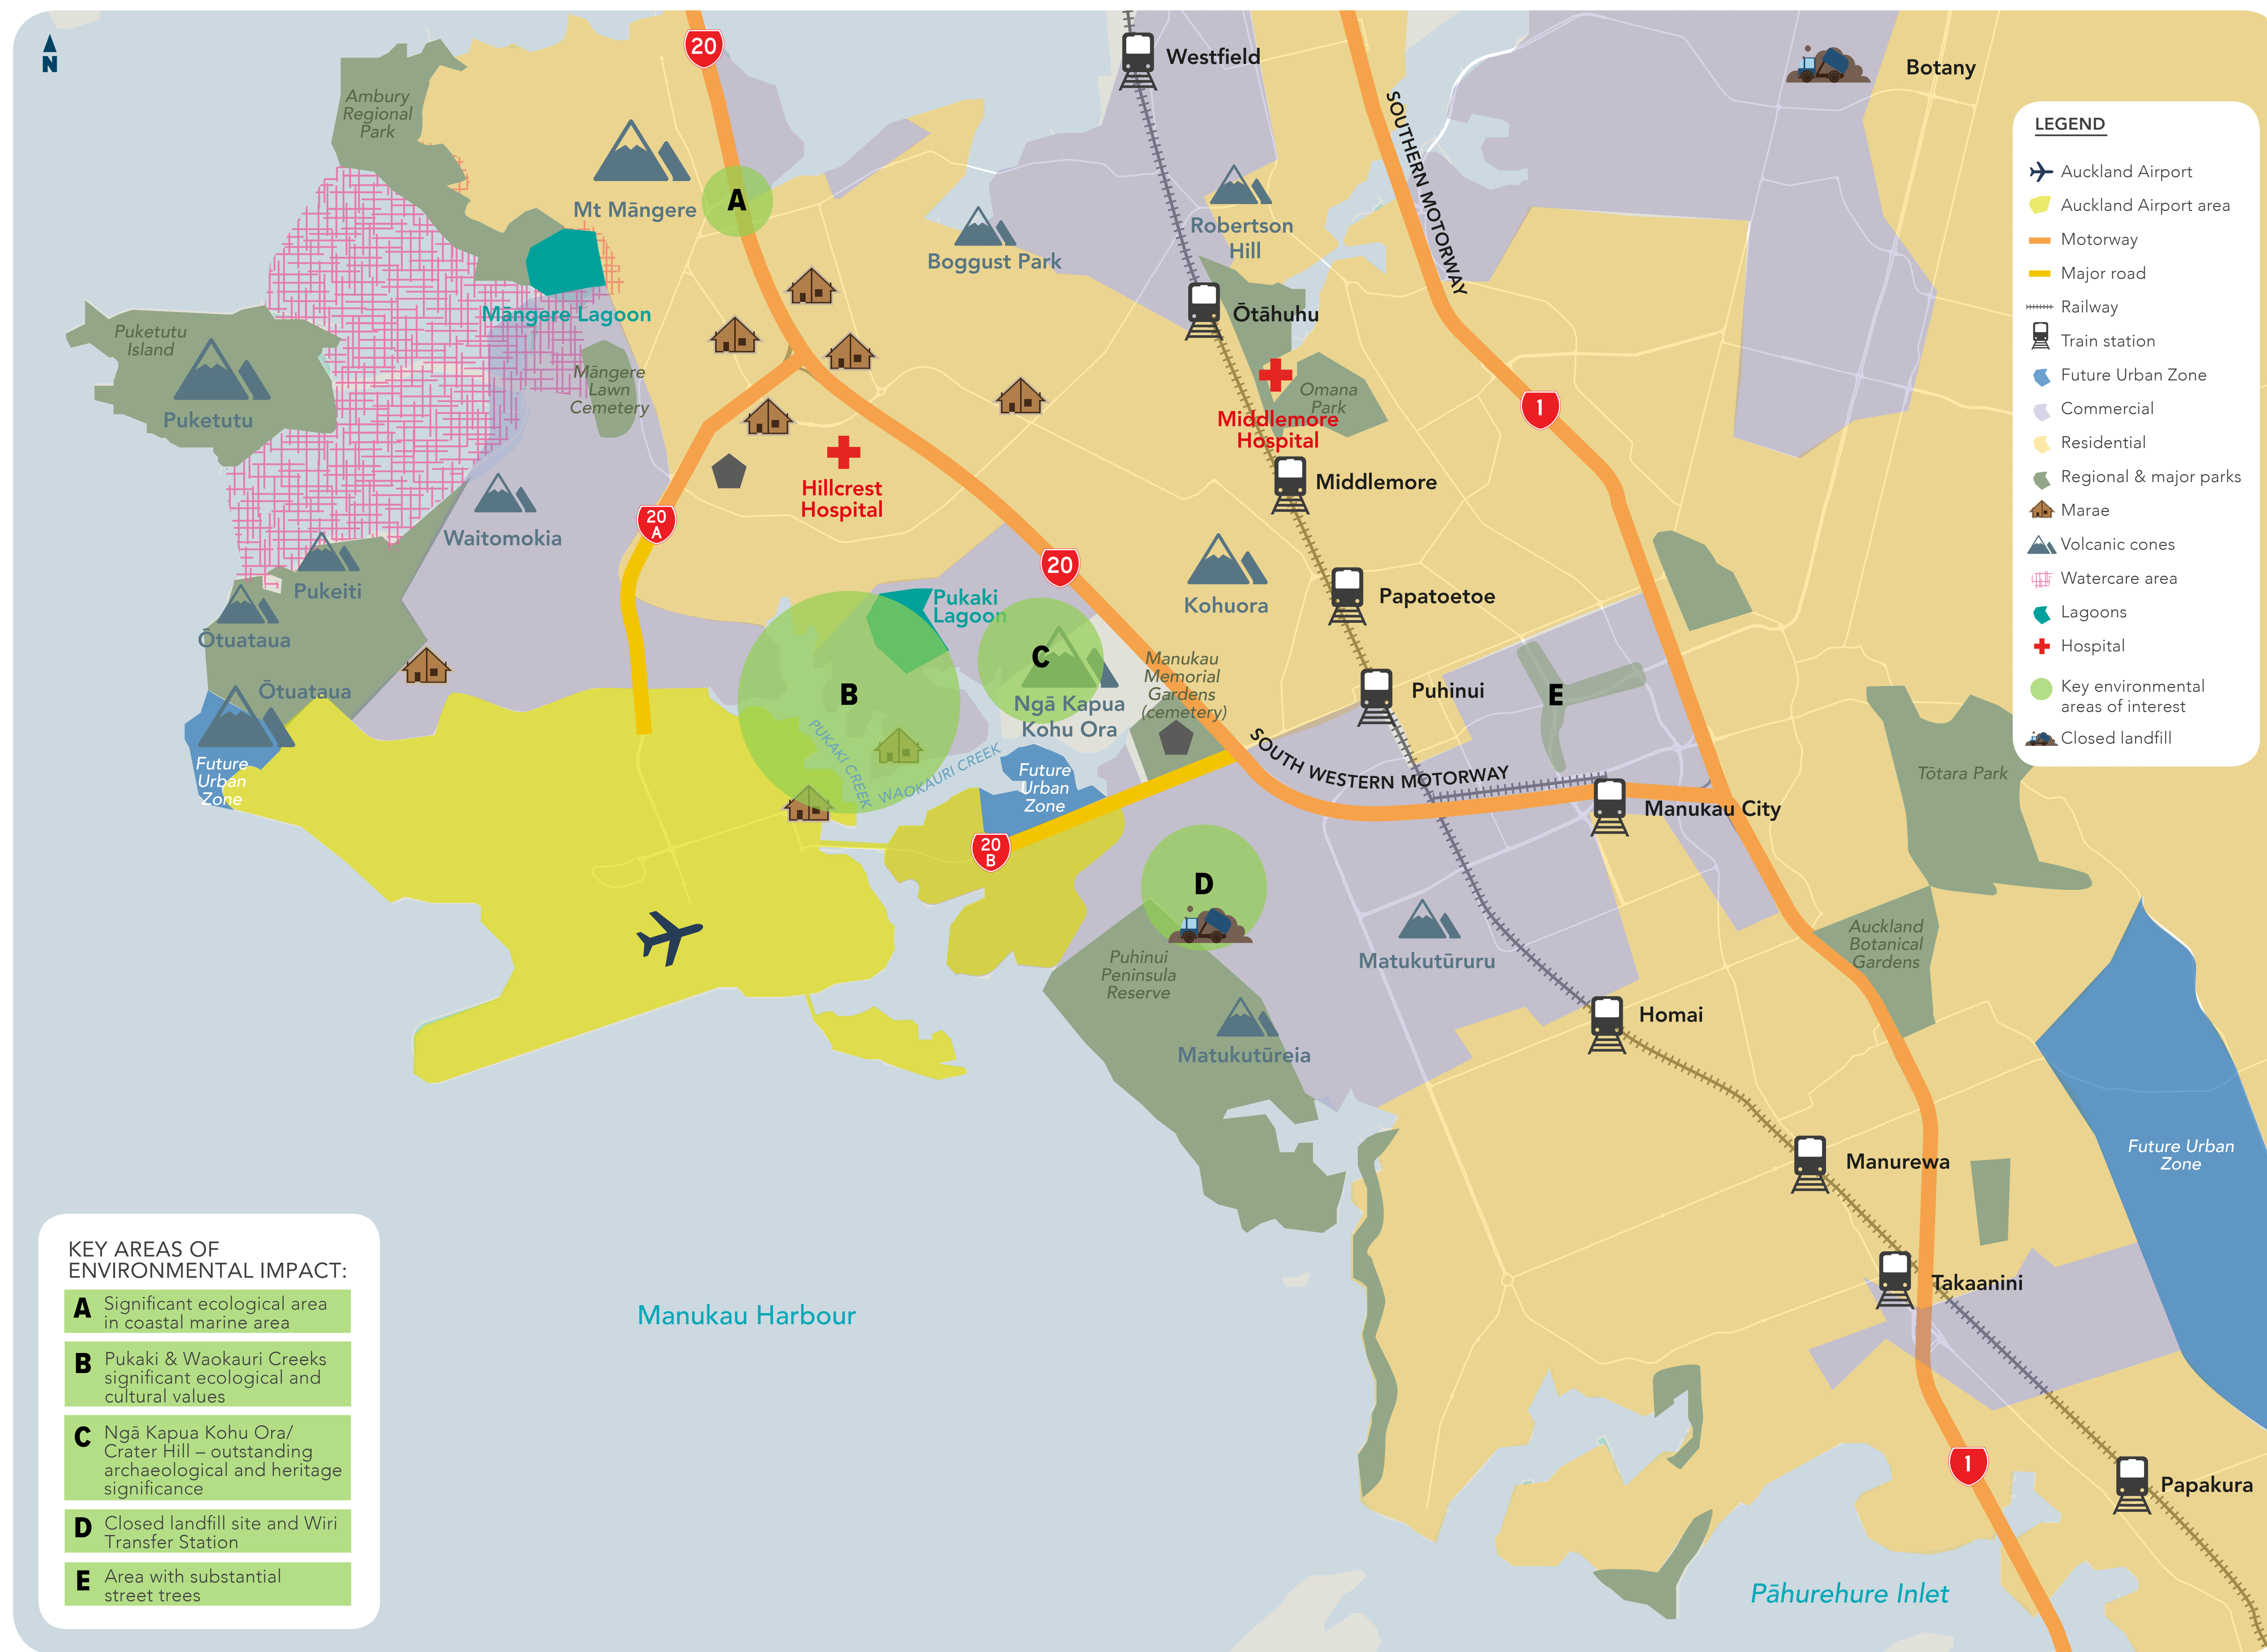 N
20
Westfield
Botany
Ambury
Regional
Park
SOUTHERN MOTORWAY
Mt Māngere
A
Robertson
Hill
Boggust Park
Māngere Lagoon
Ōtāhuhu
Puketutu
Island
Puketutu
Māngere
Lawn
Cemetery
Omana
Park
Middlemore
Hospital
1
Hillcrest
Hospital
Middlemore
20
A
Waitomokia
20
Pukeiti
Ōtuataua
Pukaki
Lagoon
Kohuora
Papatoetoe
C
Manukau
Memorial
Gardens
(cemetery)
Ōtuataua
B
Ngā Kapua
Kohu Ora
Puhinui
E
PUKAKI CREEK
WAOKAURI CREEK
SOUTH WESTERN MOTORWAY
Future
Urban
Zone
Future
Urban
Zone
Manukau City
Tōtara Park
20
B
D
Puhinui
Peninsula
Reserve
Matukutūruru
Auckland
Botanical
Gardens
Homai
Matukutūreia
Manurewa
Future Urban
Zone
Takaanini
Manukau Harbour
1
Papakura
Pāhurehure Inlet
LEGEND
Auckland Airport
Auckland Airport area
Motorway
Major road
Railway
Train station
Future Urban Zone
Commercial
Residential
Regional & major parks
Marae
Volcanic cones
Watercare area
Lagoons
Hospital
Key environmental
areas of interest
Closed landfill
KEY AREAS OF
ENVIRONMENTAL IMPACT:
A Significant ecological area
in coastal marine area
B Pukaki & Waokauri Creeks
significant ecological and
cultural values
C Ngā Kapua Kohu Ora/
Crater Hill – outstanding
archaeological and heritage
significance
D Closed landfill site and Wiri
Transfer Station
E Area with substantial
street trees